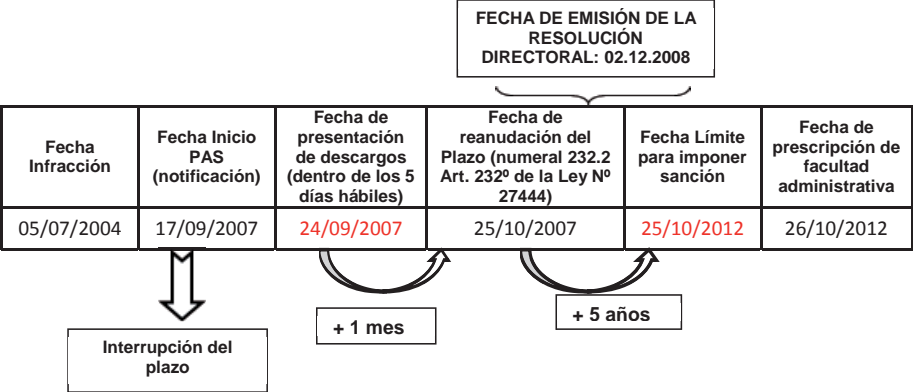 FECHA DE EMISIÓN DE LA
RESOLUCIÓN
DIRECTORAL: 02.12.2008
Fecha
Infracción
Fecha Inicio
PAS
(notificación)
Fecha de
presentación
de descargos
(dentro de los 5
días hábiles)
Fecha de
reanudación del
Plazo (numeral 232.2
Art. 232º de la Ley Nº
27444)
Fecha Límite
para imponer
sanción
Fecha de
prescripción de
facultad
administrativa
05/07/2004
17/09/2007
24/09/2007
25/10/2007
25/10/2012
26/10/2012
+ 1 mes
+ 5 años
Interrupción del
plazo